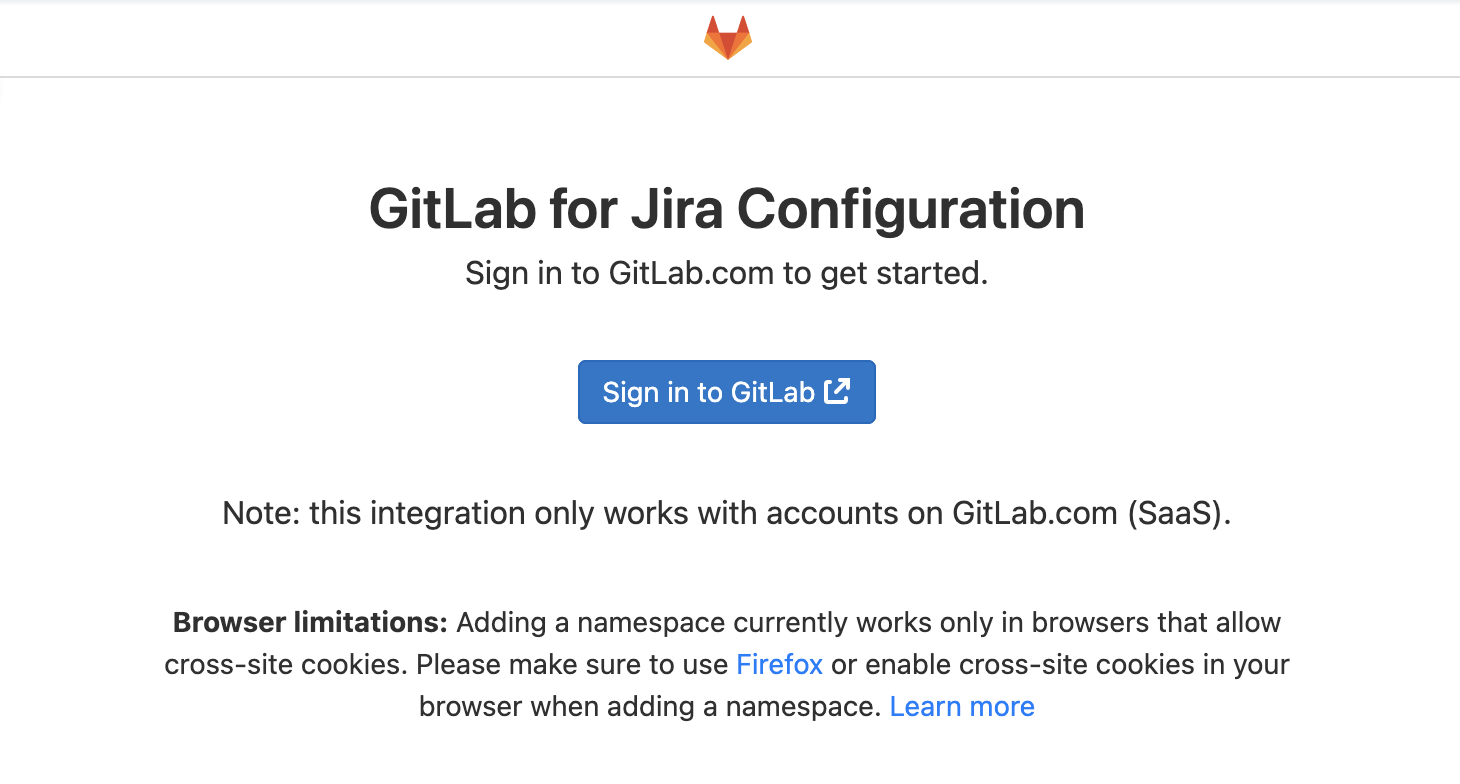 GitLab for Jira Configuration
Sign in to GitLab.com to get started.
Sign in to GitLab
Note: this integration only works with accounts on GitLab.com (SaaS).
Browser limitations: Adding a namespace currently works only in browsers that allow
cross-site cookies. Please make sure to use Firefox or enable cross-site cookies in your
browser when adding a namespace. Learn more